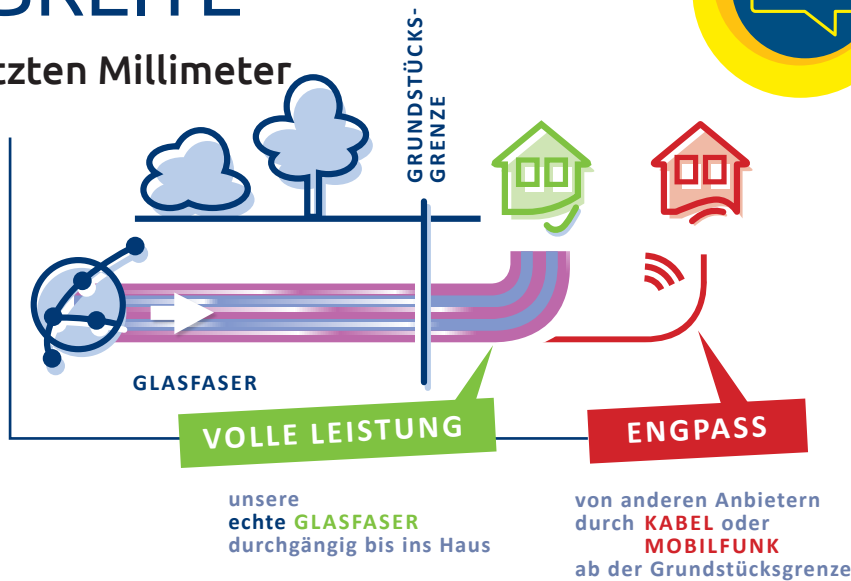 tzten Millimeter
GRUNDSTÜCKS-
GRENZE
GLASFASER
VOLLE LEISTUNG
ENGPASS
unsere
echte GLASFASER
durchgängig bis ins Haus
von anderen Anbietern
durch KABEL oder
MOBILFUNK
ab der Grundstücksgrenze